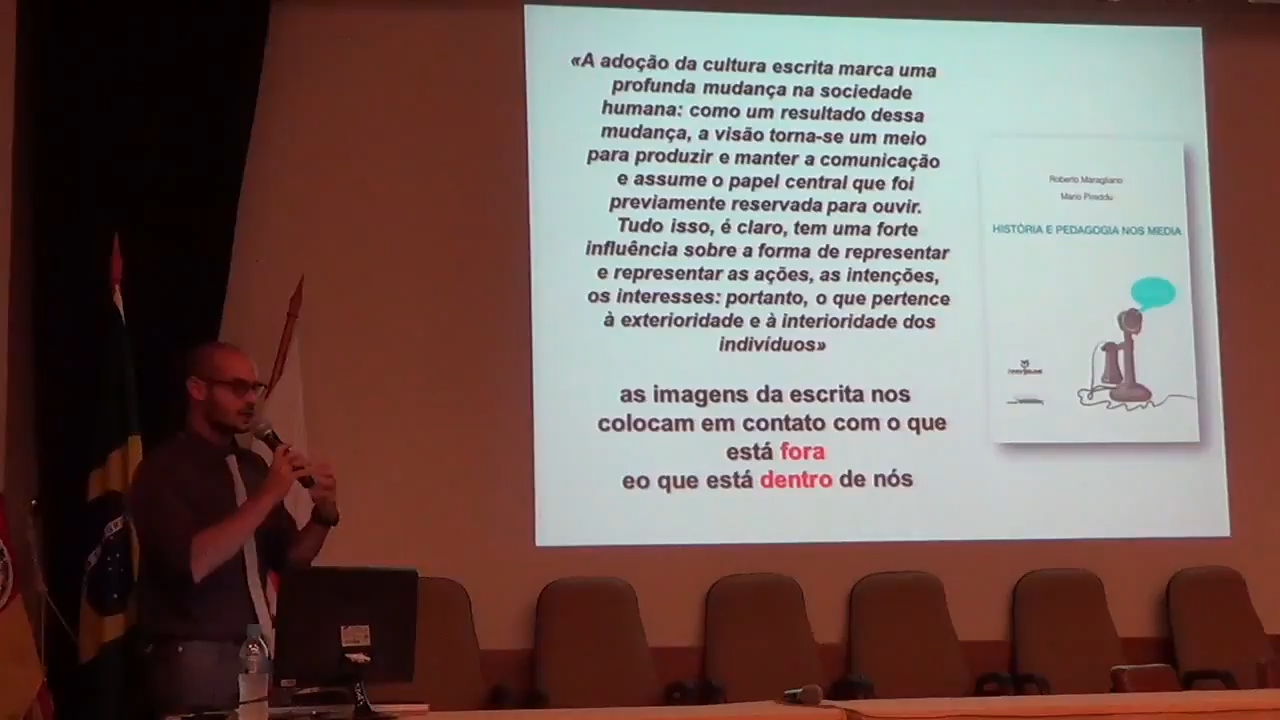 «A adoção da cultura escrita marca uma
profunda mudança na sociedade
humana: como um resultado dessa
mudança, a visão torna-se um meio
para produzir e manter a comunicação
e assume o papel central que foi
previamente reservada para ouvir.
Tudo isso, é claro, tem uma forte
influência sobre a forma de representar
e representar as ações, as intenções,
os interesses: portanto, o que pertence
à exterioridade e à interioridade dos
indivíduos»
as imagens da escrita nos
colocam em contato com o que
está fora
eo que está dentro de nós
Roberto Maragliano
Mario Pireddu
HISTÓRIA E PEDAGOGIA NOS MEDIA